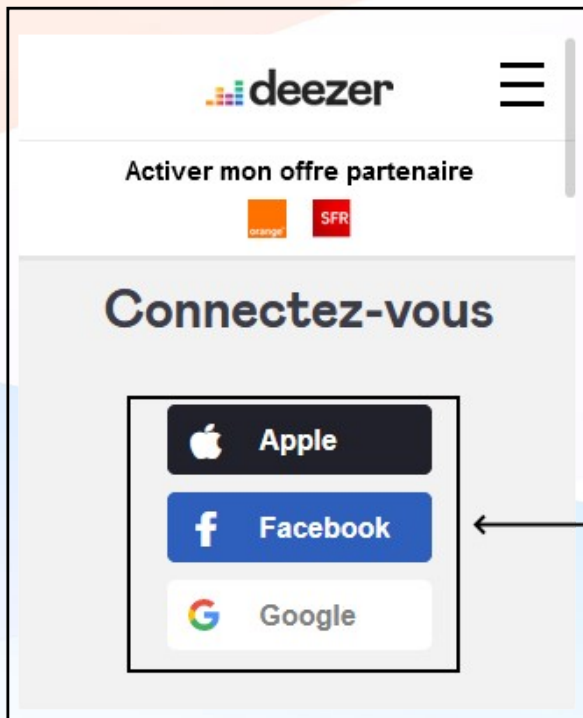 deezer
Activer mon offre partenaire
orange
SFR
Connectez-vous
Apple
Facebook
Google